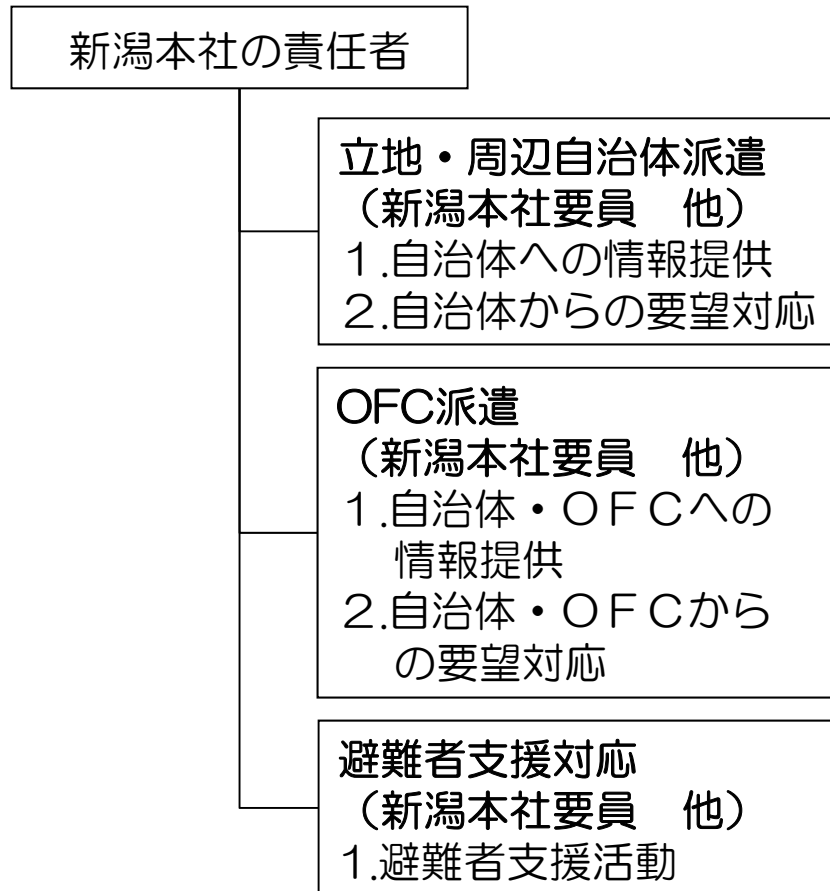 新潟本社の責任者
立地・周辺自治体派遣
（新潟本社要員　他）
１.自治体への情報提供
２.自治体からの要望対応
OFC派遣
（新潟本社要員　他）
１.自治体・ＯＦＣへの
情報提供
２.自治体・ＯＦＣから
の要望対応
避難者支援対応
（新潟本社要員　他）
１.避難者支援活動